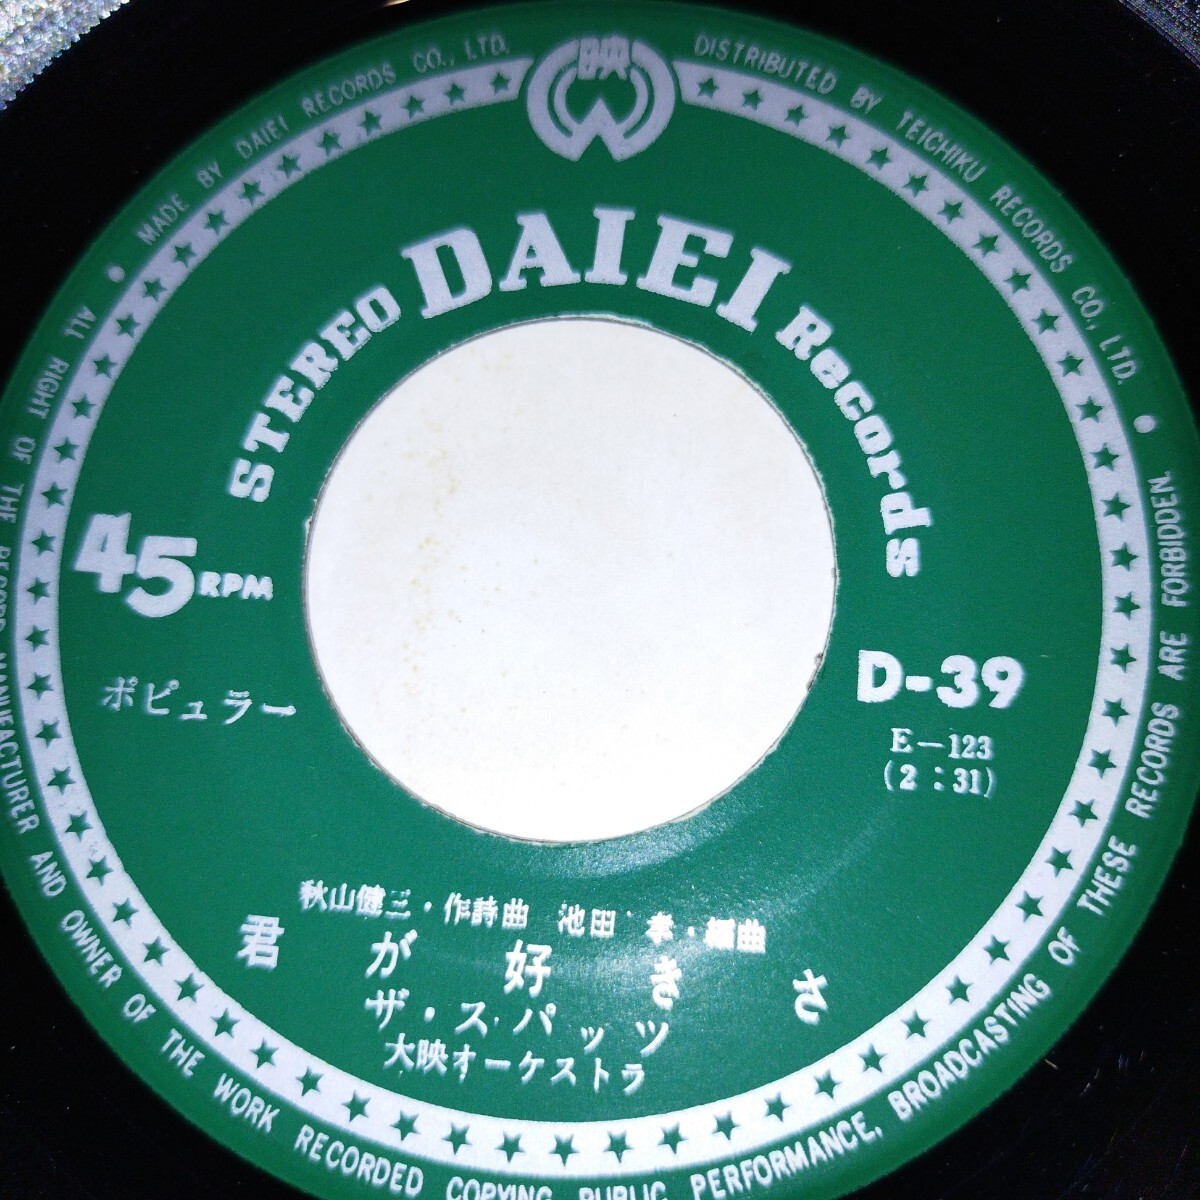 MADE BY DAIEI RECORDS CO., LTD.
映
DISTRIBUTED BY TEICHIKU RECORDS CO., LTD.
STEREO DAIEI Records
45 RPM
ポピュラー
D-39
E-123
(2:31)
秋山健三・作詩曲 池田 孝・編曲
君が好きさ
ザ・スパッツ
大映オーケストラ
ALL RIGHT OF THE RECORD MANUFACTURER AND OWNER OF THE WORK RECORDED COPYING PUBLIC PERFORMANCE, BROADCASTING OF THESE RECORDS ARE FORBIDDEN.